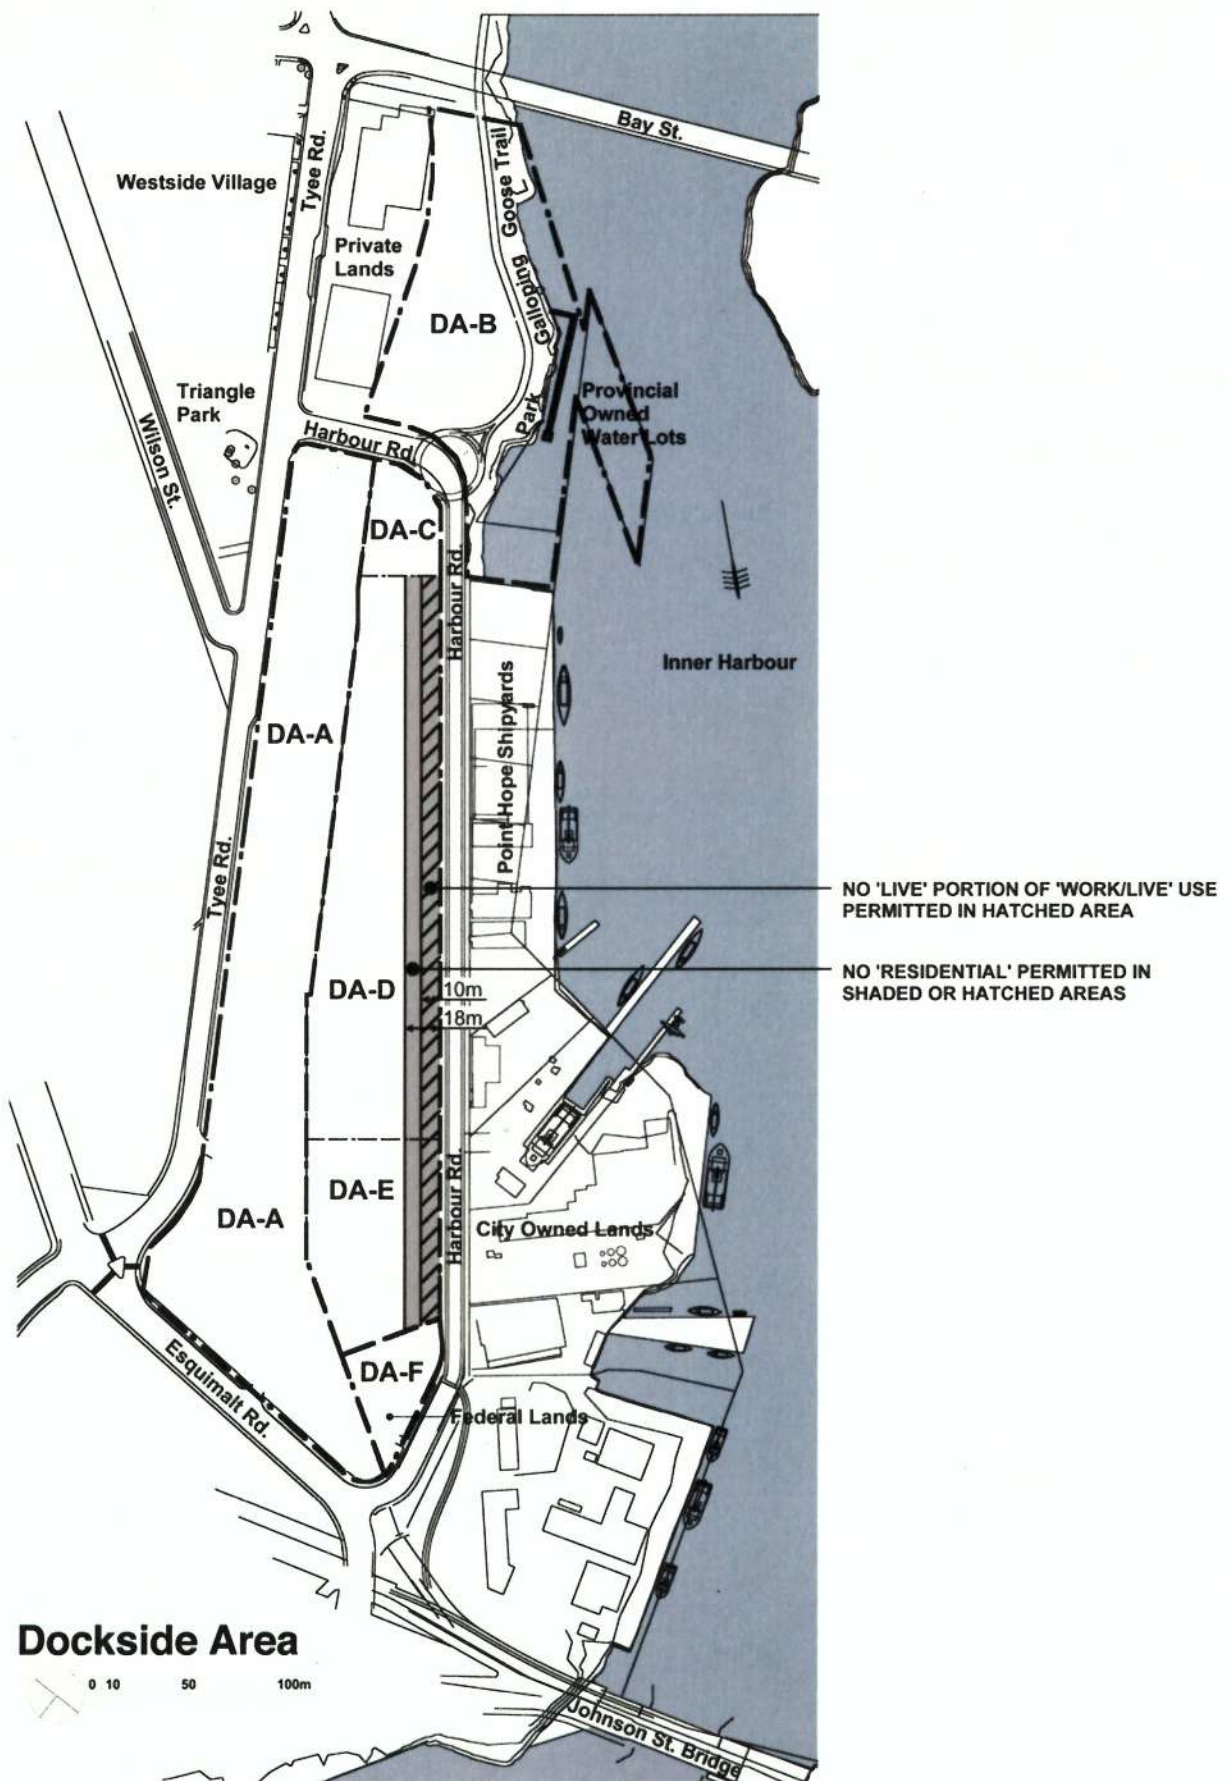 Bay St.
Tyee Rd.
Goose Trail
Westside Village
Private
Lands
Galloping
DA-B
Triangle
Park
Provincial
Owned
Water Lots
Park
Wilson St.
Harbour Rd.
DA-C
Harbour Rd.
Inner Harbour
Point Hope Shipyards
DA-A
Tyee Rd.
NO 'LIVE' PORTION OF 'WORK/LIVE' USE
PERMITTED IN HATCHED AREA
NO 'RESIDENTIAL' PERMITTED IN
SHADED OR HATCHED AREAS
DA-D
10m
18m
DA-E
Harbour Rd.
DA-A
City Owned Lands
Esquimalt Rd.
DA-F
Federal Lands
Dockside Area
0 10 50 100m
Johnson St. Bridge